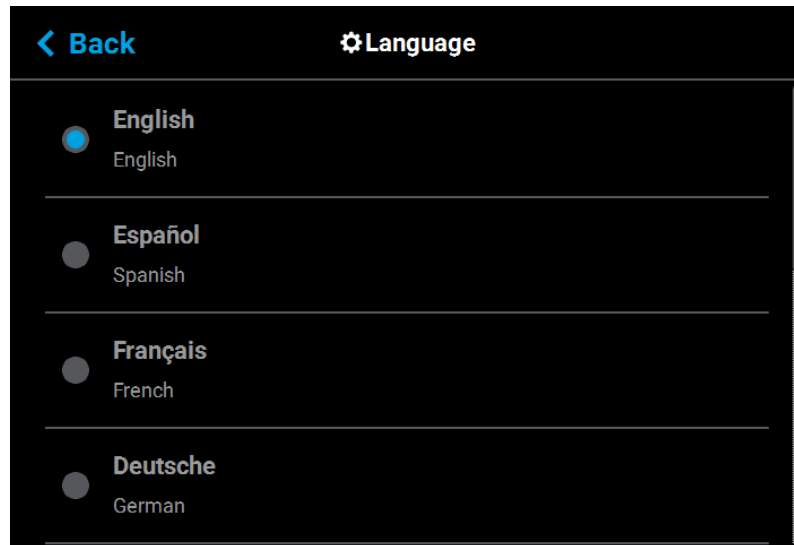 Back
Language
English
English
Español
Spanish
Français
French
Deutsche
German